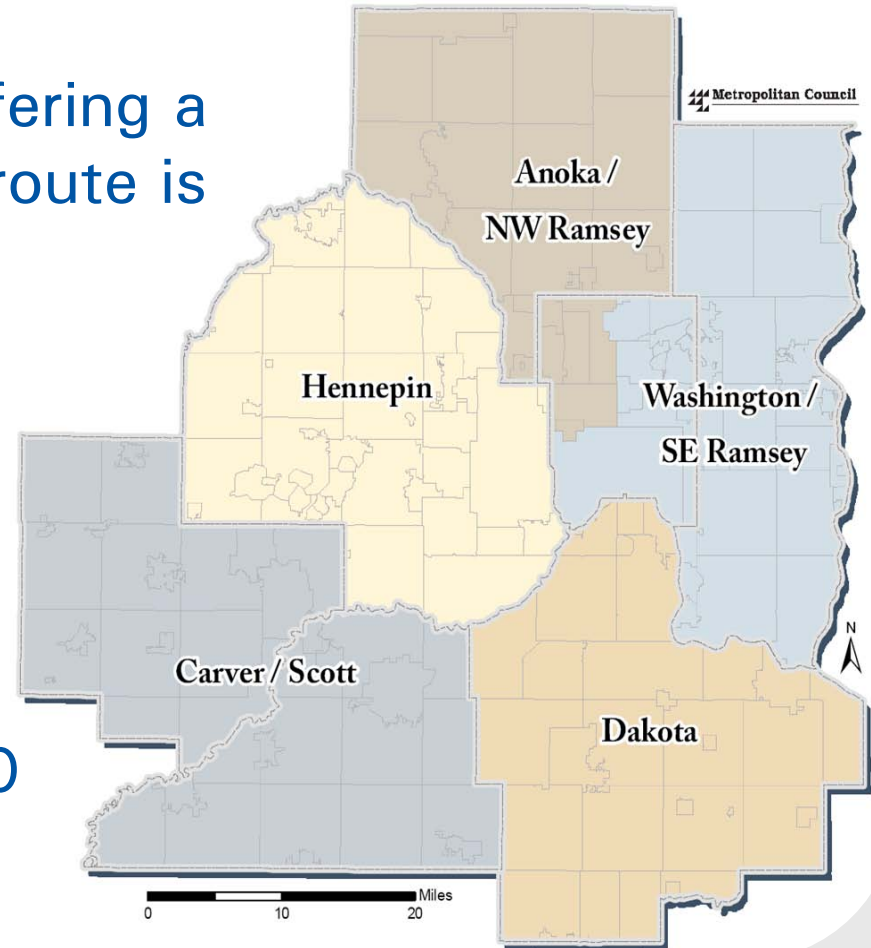 fering a
route is
Metropolitan Council
Anoka /
NW Ramsey
Hennepin
Washington /
SE Ramsey
N
Carver / Scott
Dakota
0
Miles
0 10 20